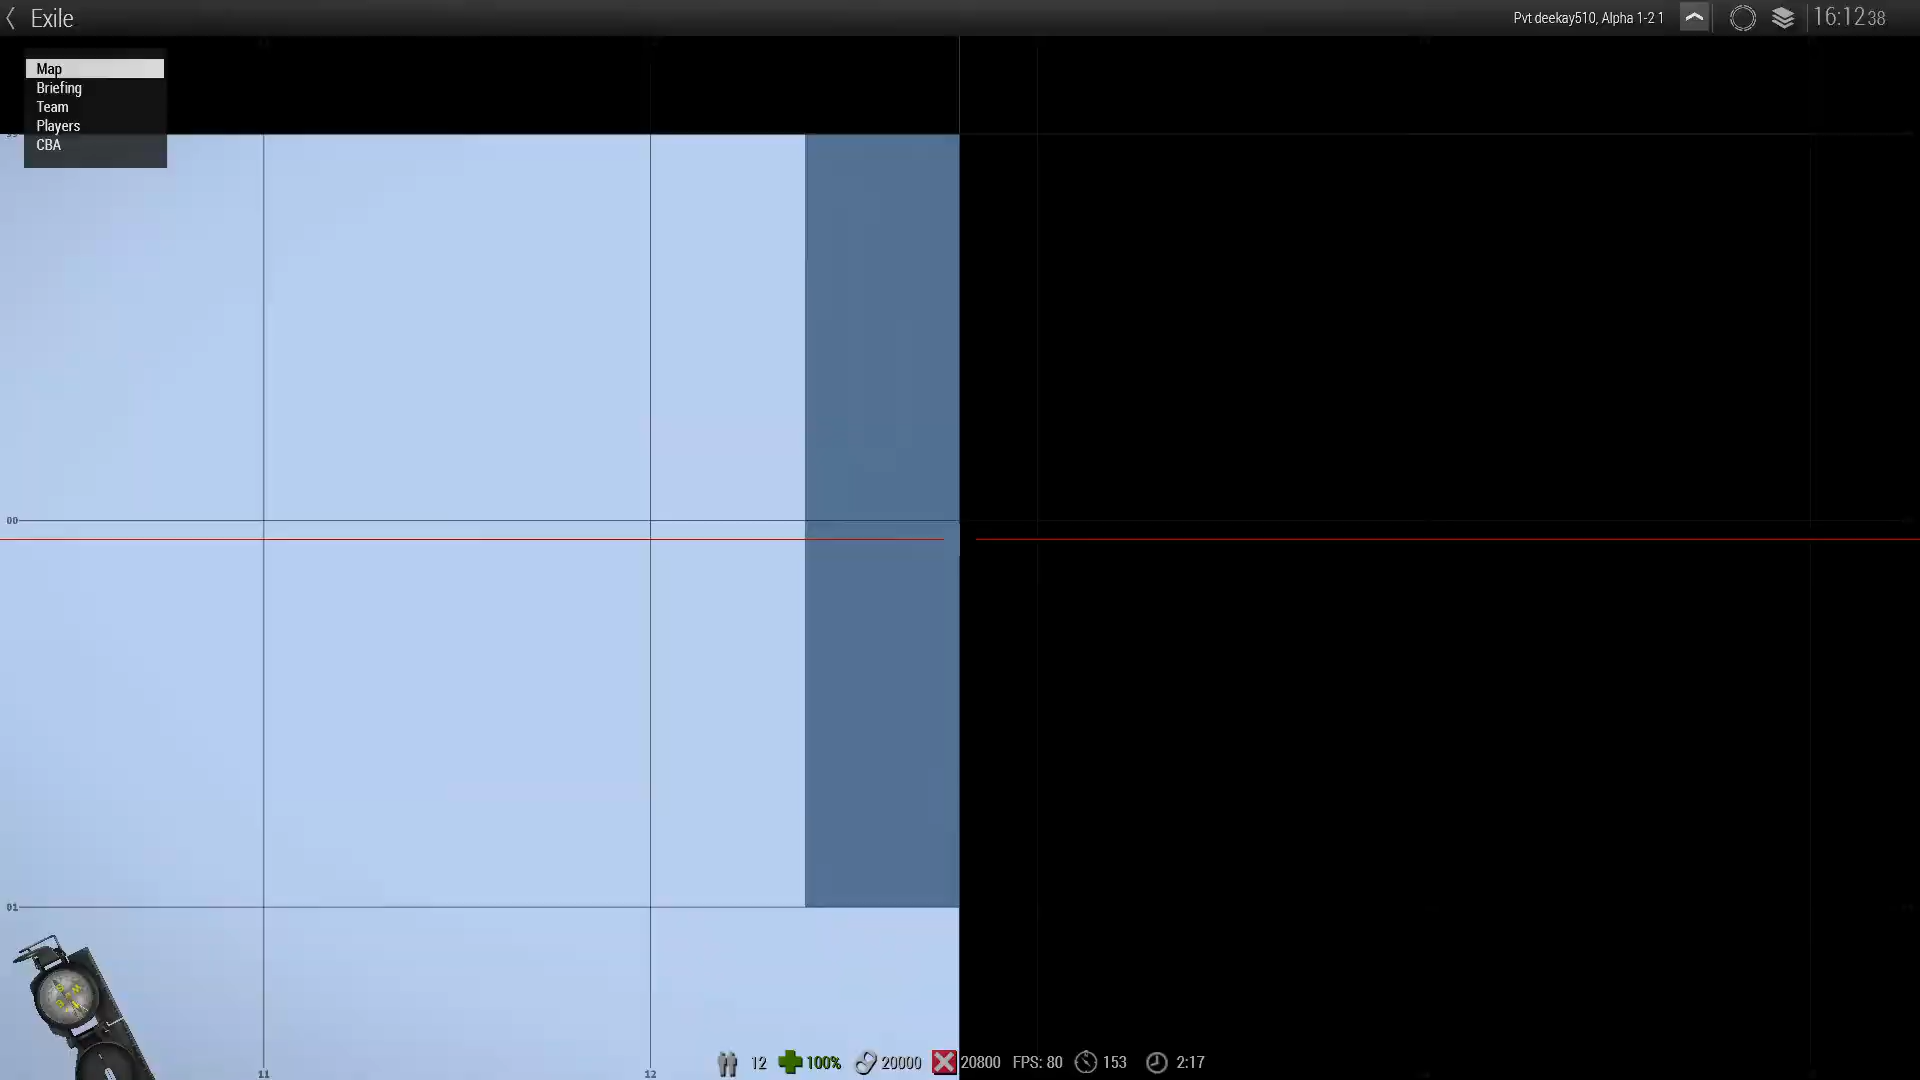 Exile
Pvt deekay510, Alpha 1-2 1
16:12 38
Map
Briefing
Team
Players
CBA
00
01
11
12
12 100% 20000 20800 FPS: 80 153 2:17